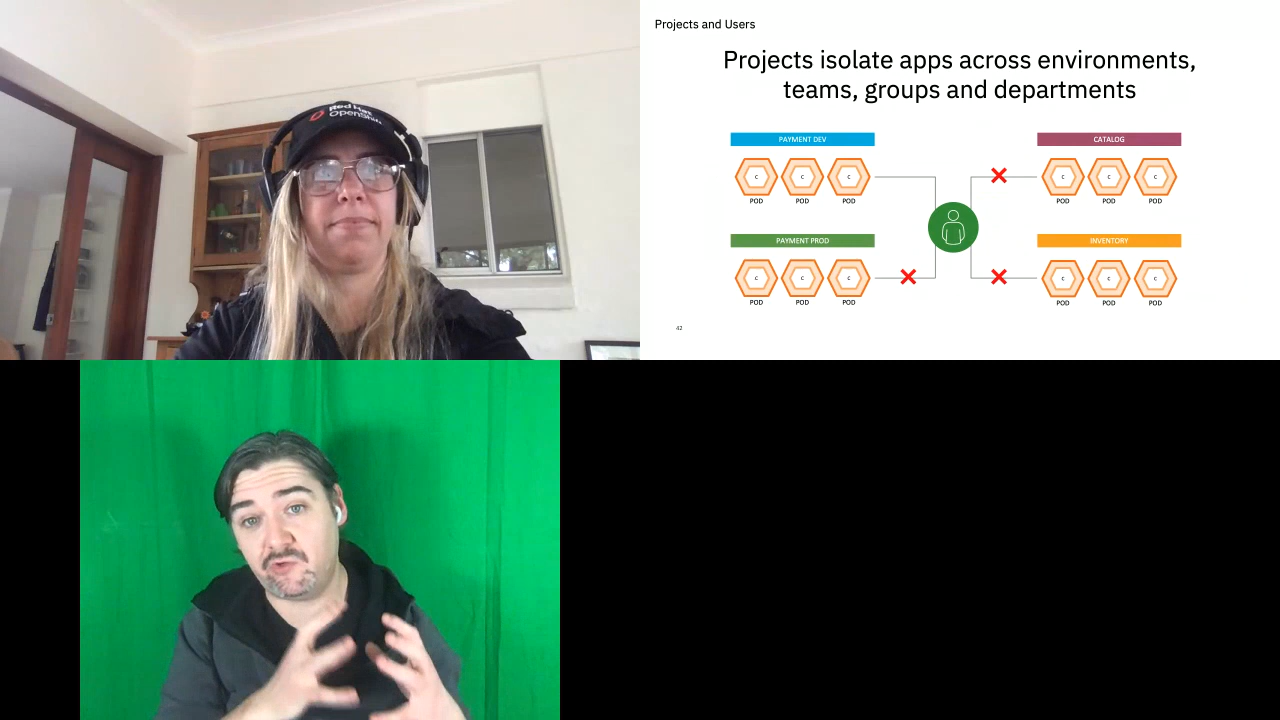 Red Hat
OpenShift
Projects and Users
Projects isolate apps across environments,
teams, groups and departments
PAYMENT DEV
CATALOG
C C C
C C C
POD POD POD
POD POD POD
PAYMENT PROD
INVENTORY
C C C
C C C
POD POD POD
POD POD POD
42